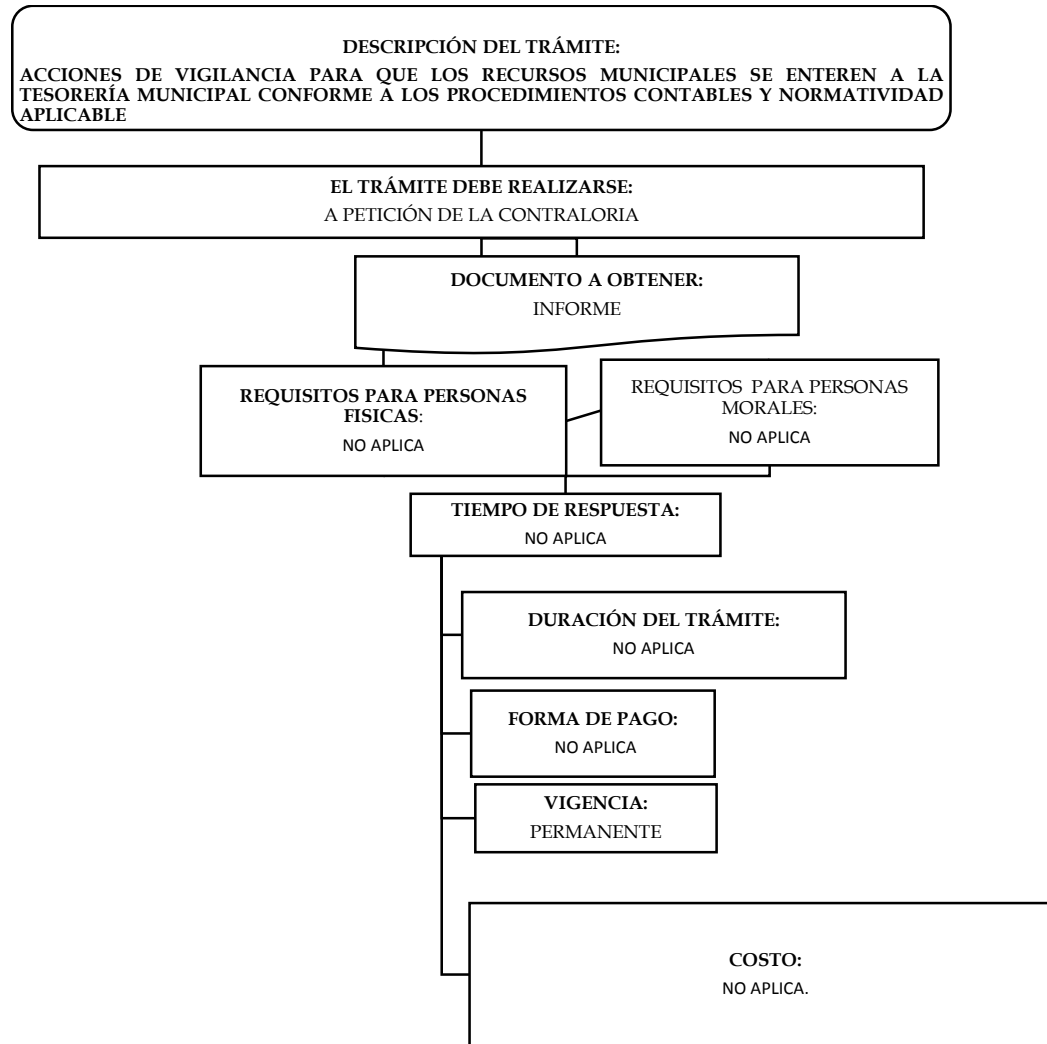 DESCRIPCIÓN DEL TRÁMITE:
ACCIONES DE VIGILANCIA PARA QUE LOS RECURSOS MUNICIPALES SE ENTEREN A LA
TESORERÍA MUNICIPAL CONFORME A LOS PROCEDIMIENTOS CONTABLES Y NORMATIVIDAD
APLICABLE
EL TRÁMITE DEBE REALIZARSE:
A PETICIÓN DE LA CONTRALORIA
DOCUMENTO A OBTENER:
INFORME
REQUISITOS PARA PERSONAS
FISICAS:
NO APLICA
REQUISITOS PARA PERSONAS
MORALES:
NO APLICA
TIEMPO DE RESPUESTA:
NO APLICA
DURACIÓN DEL TRÁMITE:
NO APLICA
FORMA DE PAGO:
NO APLICA
VIGENCIA:
PERMANENTE
COSTO:
NO APLICA.